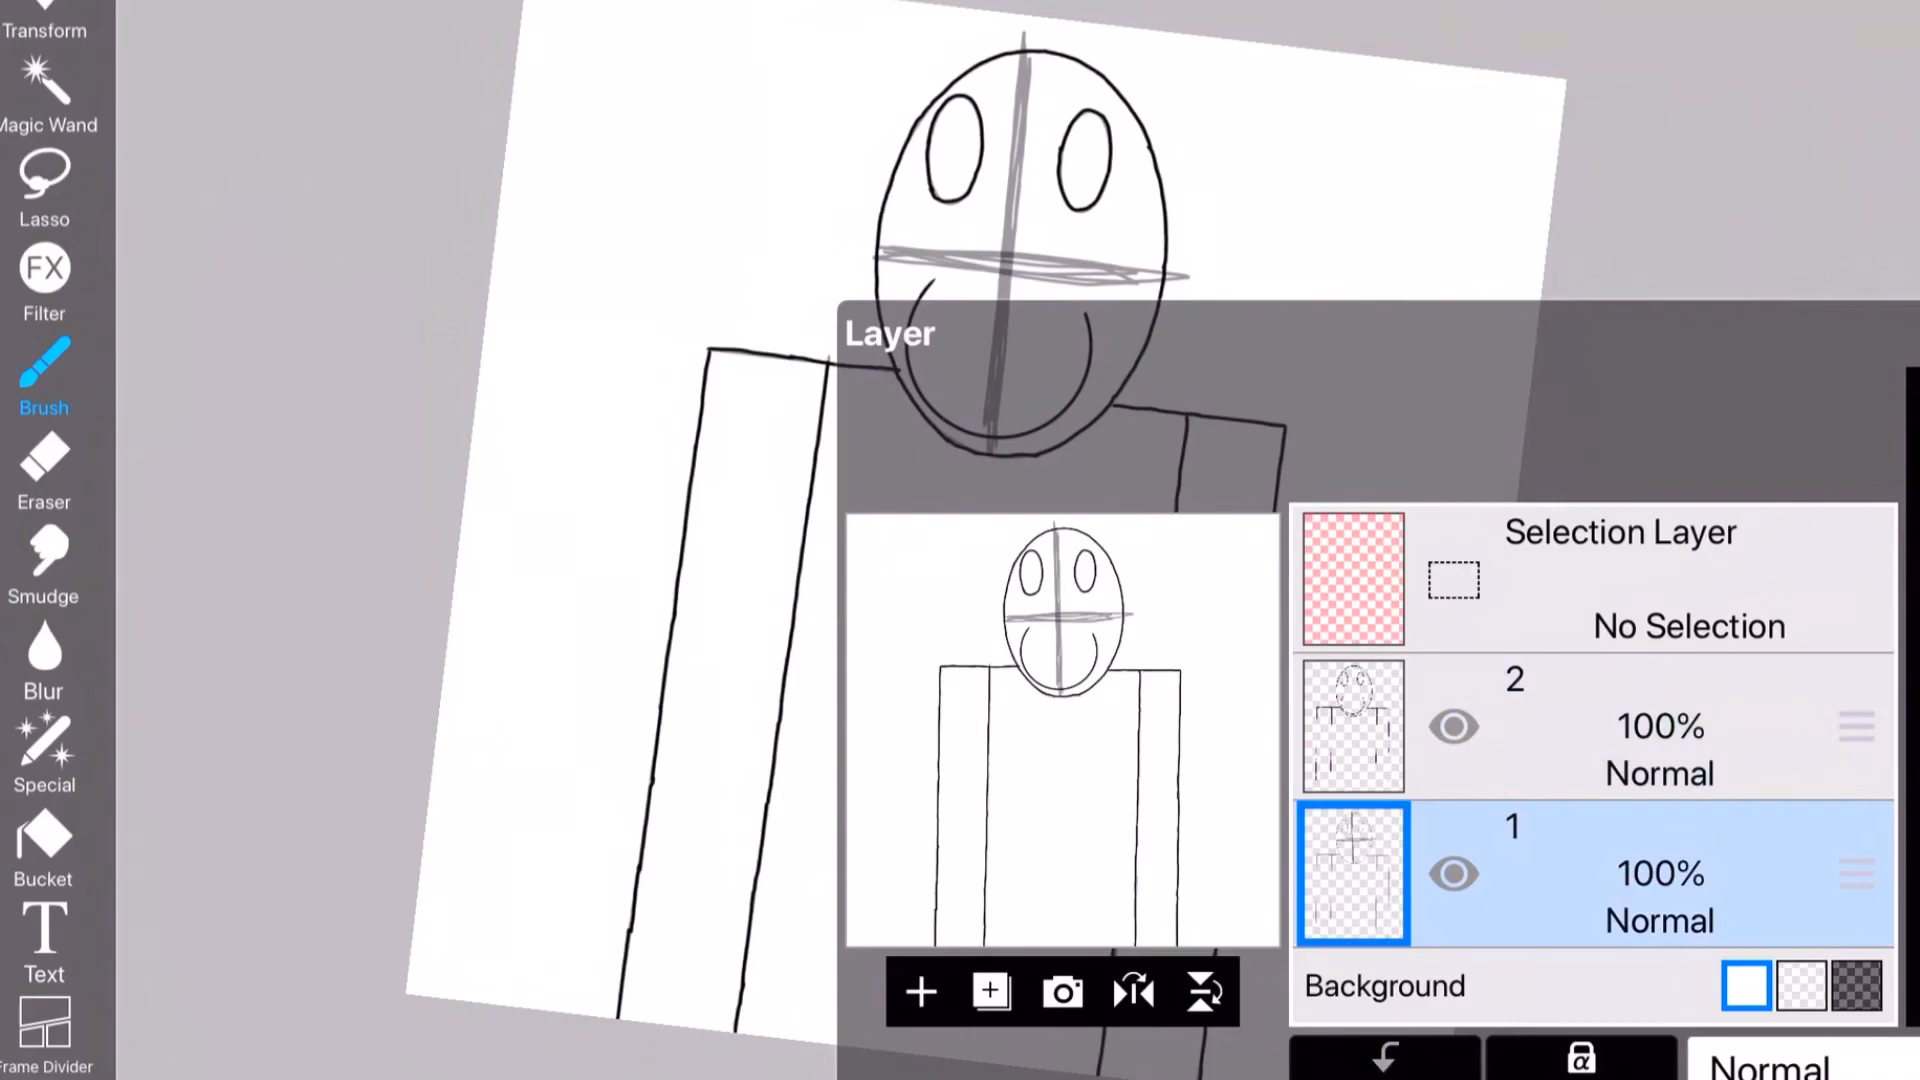 Transform
Magic Wand
Lasso
FX
Filter
Brush
Eraser
Smudge
Blur
Special
Bucket
T
Text
Frame Divider
Layer
Selection Layer
No Selection
2
100%
Normal
1
100%
Normal
Background
α
Normal